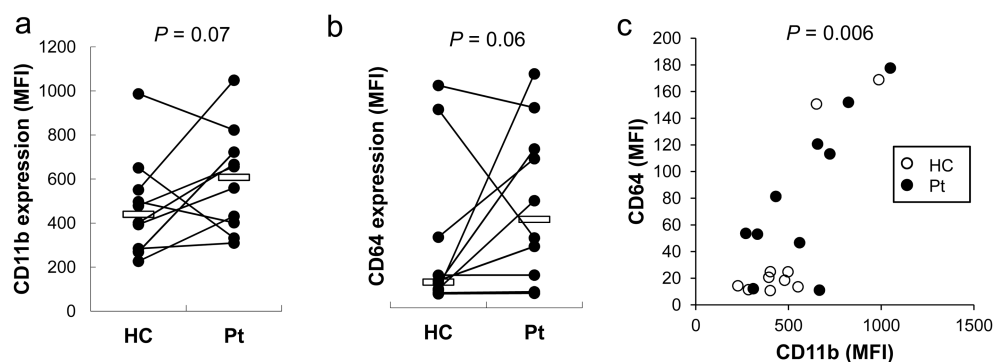 a
P = 0.07
CD11b expression (MFI)
1200
1000
800
600
400
200
0
HC
Pt
b
P = 0.06
CD64 expression (MFI)
HC
Pt
c
P = 0.006
CD64 (MFI)
200
180
160
140
120
100
80
60
40
20
0
0
500
1000
1500
CD11b (MFI)
HC
Pt